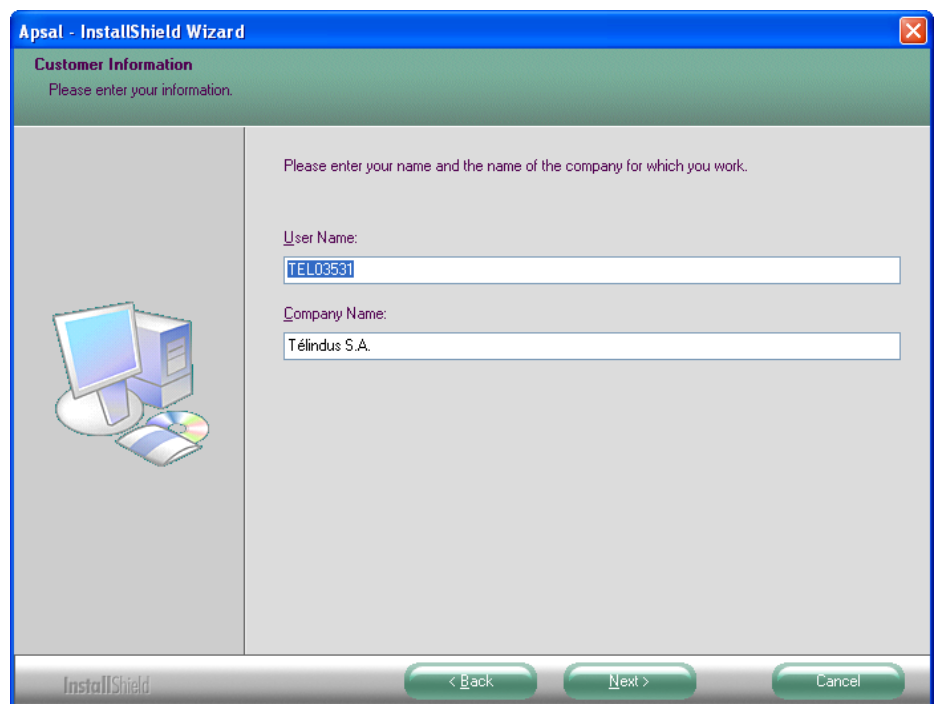 Apsal - InstallShield Wizard
Customer Information
Please enter your information.
Please enter your name and the name of the company for which you work.
User Name:
TEL03531
Company Name:
Télindus S.A.
InstallShield
< Back
Next >
Cancel